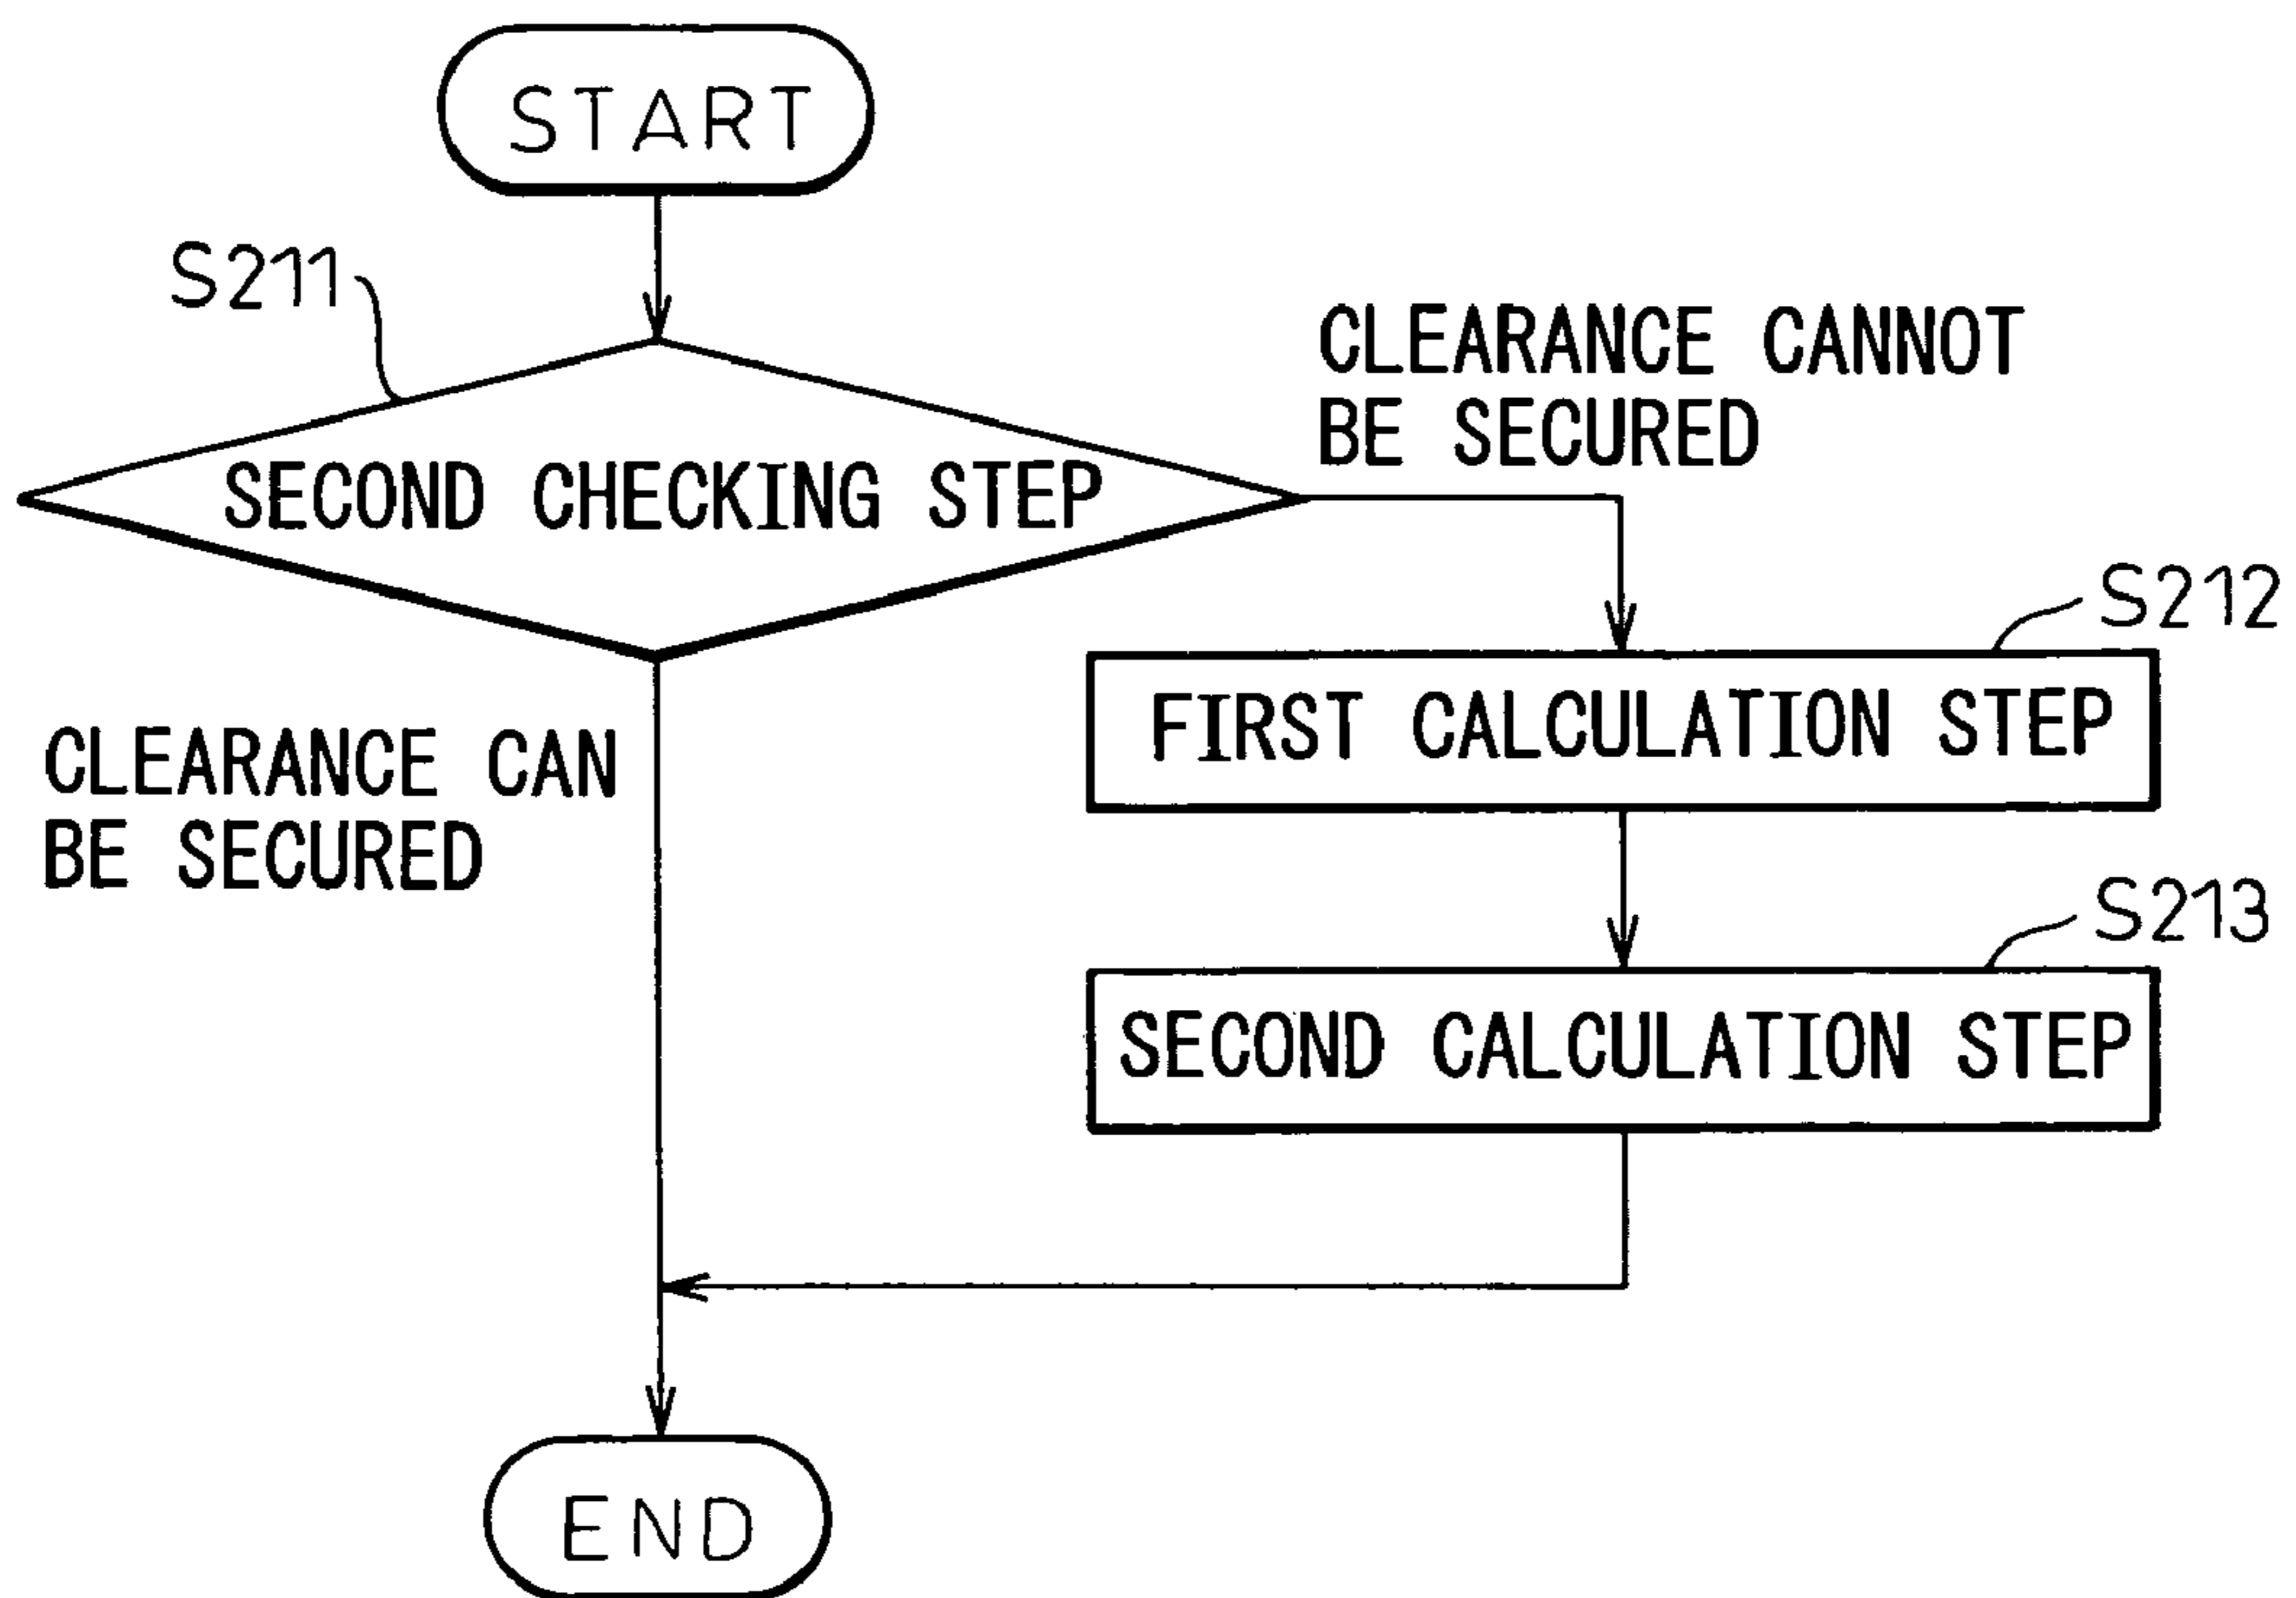 START
S211
CLEARANCE CANNOT
BE SECURED
SECOND CHECKING STEP
S212
FIRST CALCULATION STEP
CLEARANCE CAN
BE SECURED
S213
SECOND CALCULATION STEP
END